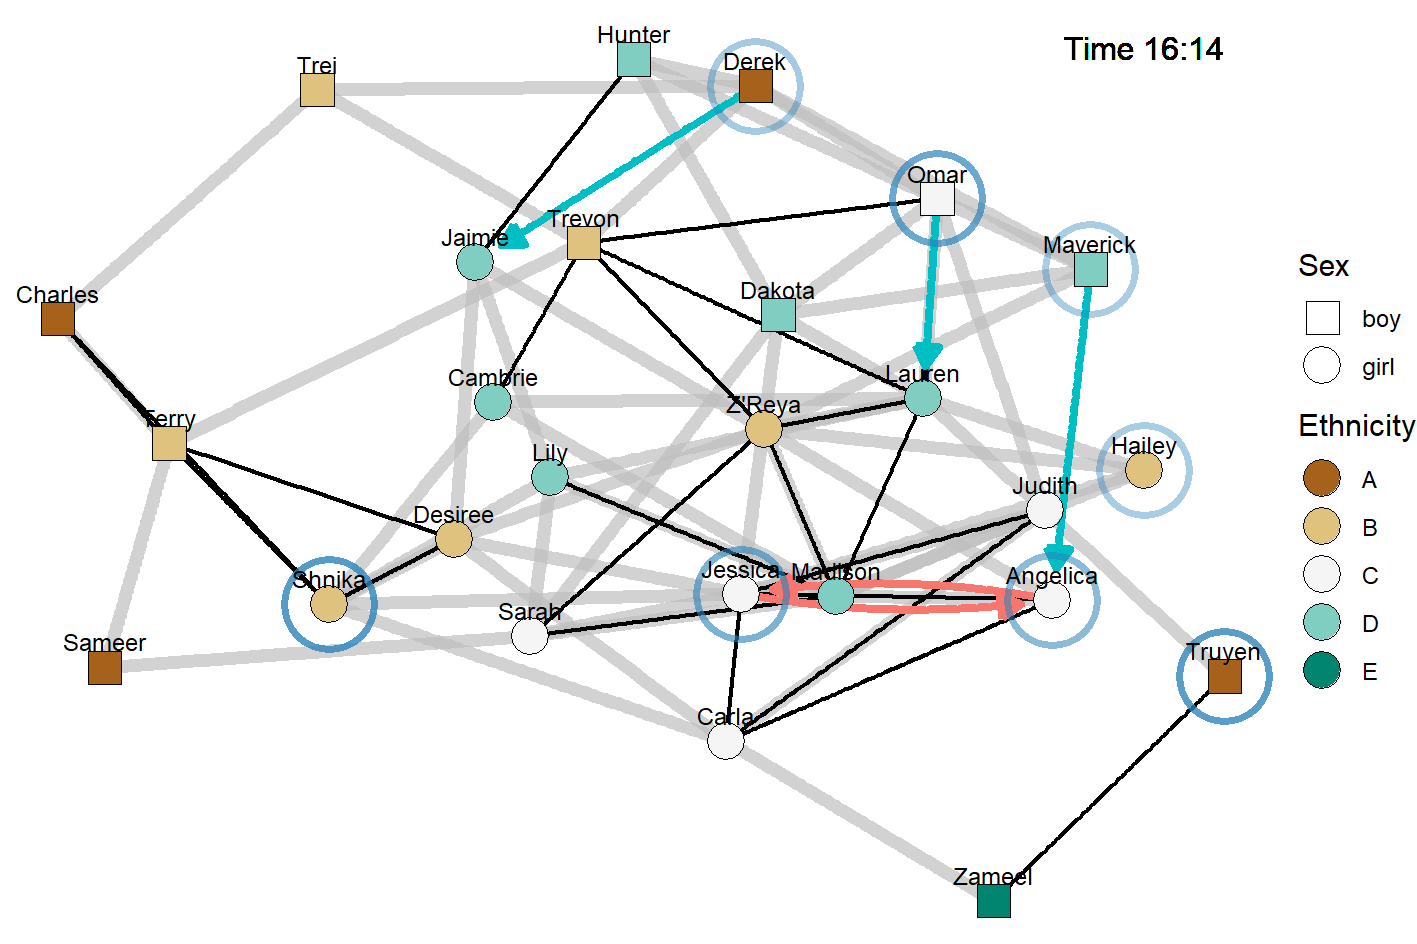 Time 16:14
Hunter
Derek
Trei
Omar
Trevon
Jaimie
Maverick
Charles
Dakota
Cambrie
Lauren
Z'Reya
Terry
Lily
Hailey
Judith
Desiree
Shnika
Jessica
Madison
Angelica
Sarah
Sameer
Truyen
Carla
Zameel
Sex
boy
girl
Ethnicity
A
B
C
D
E